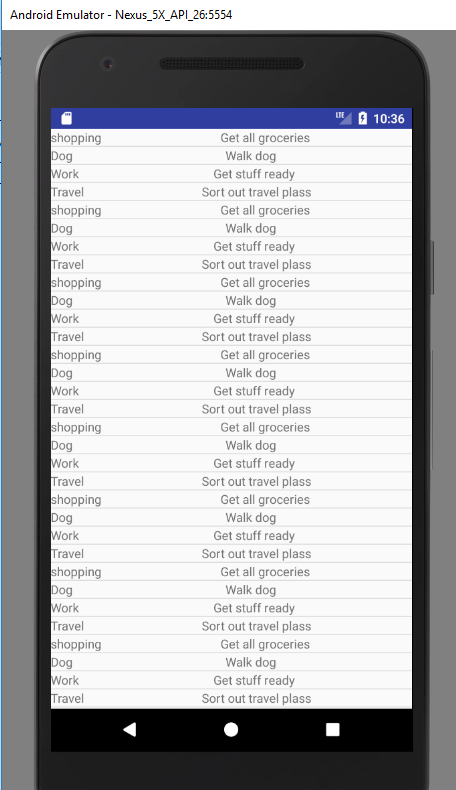 Android Emulator - Nexus_5X_API_26:5554
LTE 10:36
shopping Get all groceries
Dog Walk dog
Work Get stuff ready
Travel Sort out travel plass
shopping Get all groceries
Dog Walk dog
Work Get stuff ready
Travel Sort out travel plass
shopping Get all groceries
Dog Walk dog
Work Get stuff ready
Travel Sort out travel plass
shopping Get all groceries
Dog Walk dog
Work Get stuff ready
Travel Sort out travel plass
shopping Get all groceries
Dog Walk dog
Work Get stuff ready
Travel Sort out travel plass
shopping Get all groceries
Dog Walk dog
Work Get stuff ready
Travel Sort out travel plass
shopping Get all groceries
Dog Walk dog
Work Get stuff ready
Travel Sort out travel plass
shopping Get all groceries
Dog Walk dog
Work Get stuff ready
Travel Sort out travel plass